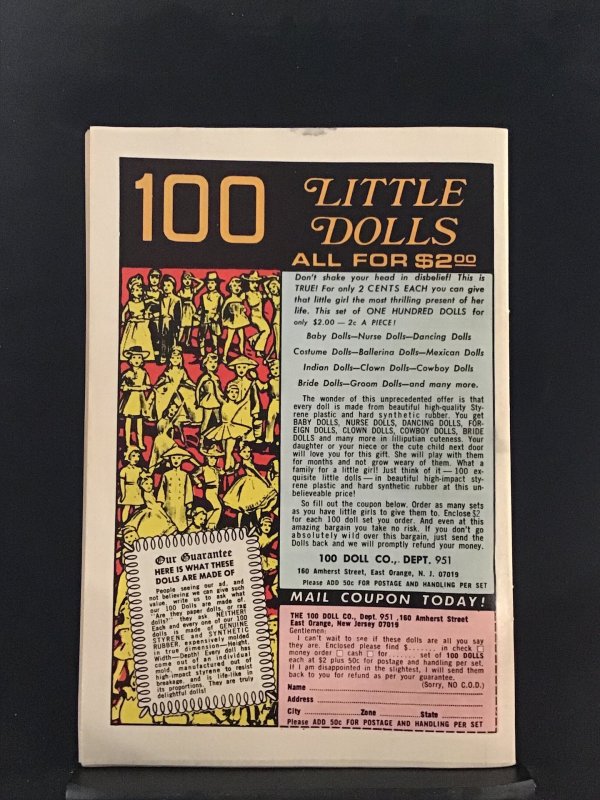 100 LITTLE
DOLLS
ALL FOR $2.00
Don't shake your head in disbelief! This is
TRUE! For only 2 CENTS EACH you can give
that little girl the most thrilling present of her
life. This set of ONE HUNDRED DOLLS for
only $2.00 — 2c A PIECE!
Baby Dolls—Nurse Dolls—Dancing Dolls
Costume Dolls—Ballerina Dolls—Mexican Dolls
Indian Dolls—Clown Dolls—Cowboy Dolls
Bride Dolls—Groom Dolls—and many more.
The wonder of this unprecedented offer is that
every doll is made from beautiful high-quality Sty-
rene plastic and hard synthetic rubber. You get
BABY DOLLS, NURSE DOLLS, DANCING DOLLS, FOR-
EIGN DOLLS, CLOWN DOLLS, COWBOY DOLLS, BRIDE
DOLLS and many more in lilliputian cuteness. Your
daughter or your niece or the cute child next door
will love you for this gift. She will play with them
for months and not grow weary of them. What a
family for a little girl! Just think of it — 100 ex-
quisite little dolls — in beautiful high-impact sty-
rene plastic and hard synthetic rubber at this un-
believeable price!
So fill out the coupon below. Order as many sets
as you have little girls to give them to. Enclose $2
for each 100 doll set you order. And even at this
amazing bargain you take no risk. If you don't go
absolutely wild over this bargain, just send the
Dolls back and we will promptly refund your money.
100 DOLL CO., DEPT. 951
160 Amherst Street, East Orange, N. J. 07019
Please ADD 50c FOR POSTAGE AND HANDLING PER SET
Our Guarantee
HERE IS WHAT THESE
DOLLS ARE MADE OF
People seeing our ad, and
not believing we can give such
value, write us to ask what
our 100 Dolls are made of.
"Are they paper dolls, or rag
dolls?" they ask. NEITHER!
Each and every one of our 100
dolls is made of GENUINE
STYRENE and SYNTHETIC
RUBBER, expensively molded
in true dimension—Height,
Width—Depth! Every doll has
come out of an individual
mold, manufactured out of
high-impact styrene to resist
breakage, and is life-like in
its proportions. They are truly
delightful dolls!
MAIL COUPON TODAY!
THE 100 DOLL CO., Dept. 951, 160 Amherst Street
East Orange, New Jersey 07019
Gentlemen:
I can't wait to see if these dolls are all you say
they are. Enclosed please find $........ in check □
money order □ cash □ for ........ set of 100 DOLLS
each at $2 plus 50c for postage and handling per set.
If I am disappointed in the slightest, I will send them
back to you for refund as per your guarantee.
(Sorry, NO C.O.D.)
Name
Address
City Zone State
Please ADD 50c FOR POSTAGE AND HANDLING PER SET